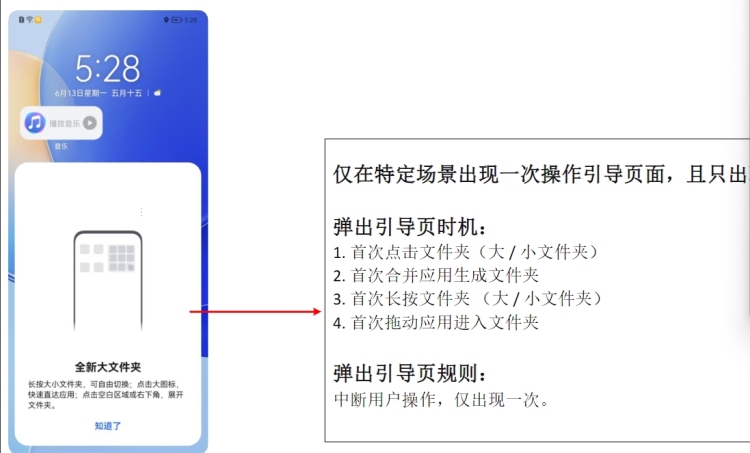 5:28
5:28
6月13日星期一 五月十五
播放音乐
音乐
全新大文件夹
长按大小文件夹，可自由切换；点击大图标，
快速直达应用；点击空白区域或右下角，展开
文件夹。
知道了
仅在特定场景出现一次操作引导页面，且只出
弹出引导页时机：
1. 首次点击文件夹（大 / 小文件夹）
2. 首次合并应用生成文件夹
3. 首次长按文件夹 （大 / 小文件夹）
4. 首次拖动应用进入文件夹
弹出引导页规则：
中断用户操作，仅出现一次。